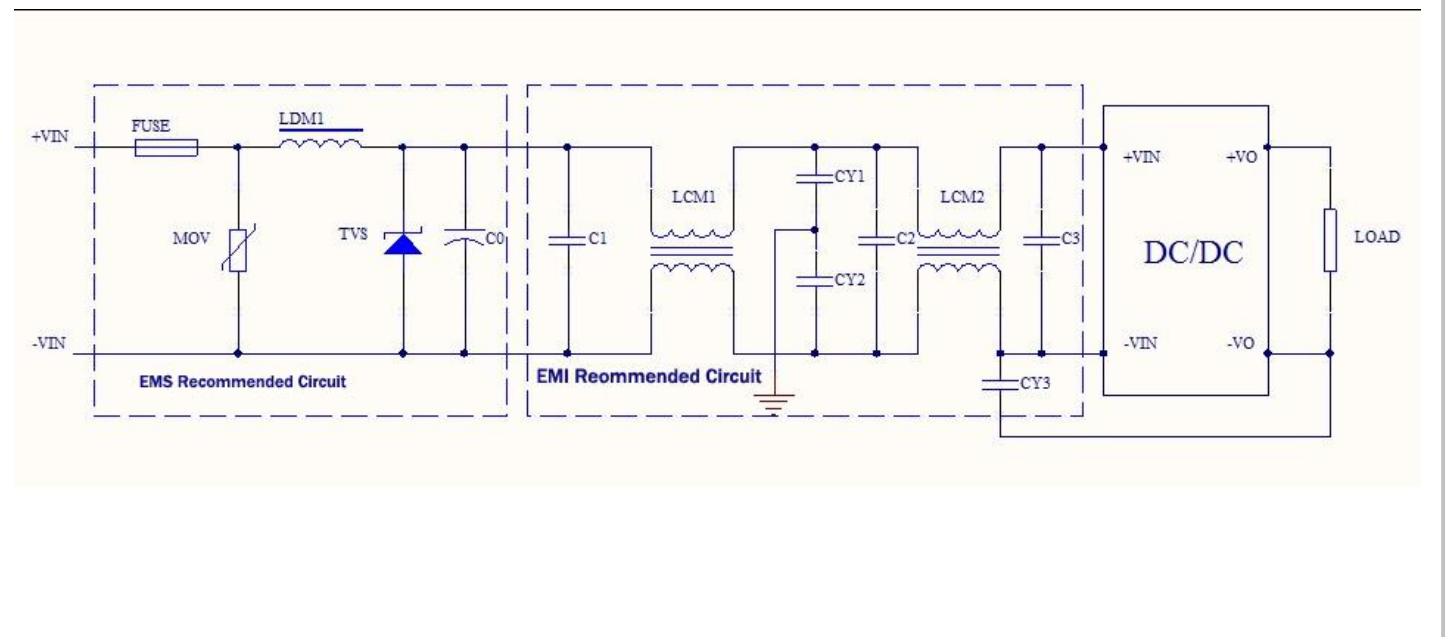 FUSE
LDM1
+VIN
+VIN
+VO
CY1
LCM1
LCM2
MOV
TVS
C0
C1
C2
C3
LOAD
DC/DC
CY2
-VIN
-VIN
-VO
EMS Recommended Circuit
EMI Reommended Circuit
CY3